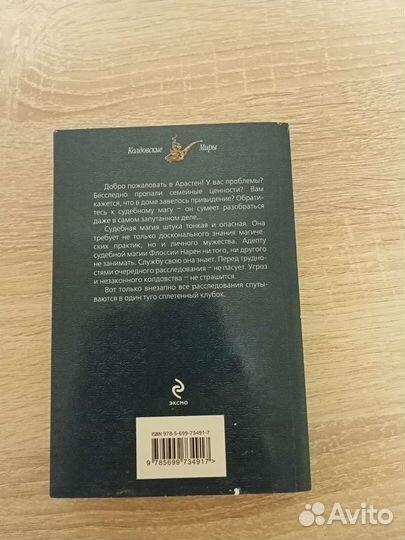 Колдовские Миры
Добро пожаловать в Арастен! У вас проблемы?
Бесследно пропали семейные ценности? Вам
кажется, что в доме завелось привидение? Обрати-
тесь к судебному магу – он сумеет разобраться
даже в самом запутанном деле...
Судебная магия штука тонкая и опасная. Она
требует не только досконального знания магиче-
ских практик, но и личного мужества. Адепту
судебной магии Флоссии Нарен ни того, ни другого
не занимать. Службу свою она знает. Перед трудно-
стями очередного расследования – не пасует. Угроз
и незаконного колдовства – не страшится.
Вот только внезапно все расследования спуты-
ваются в один туго сплетенный клубок.
ЭКСМО
ISBN 978-5-699-73491-7
9 785699 734917 >
Avito